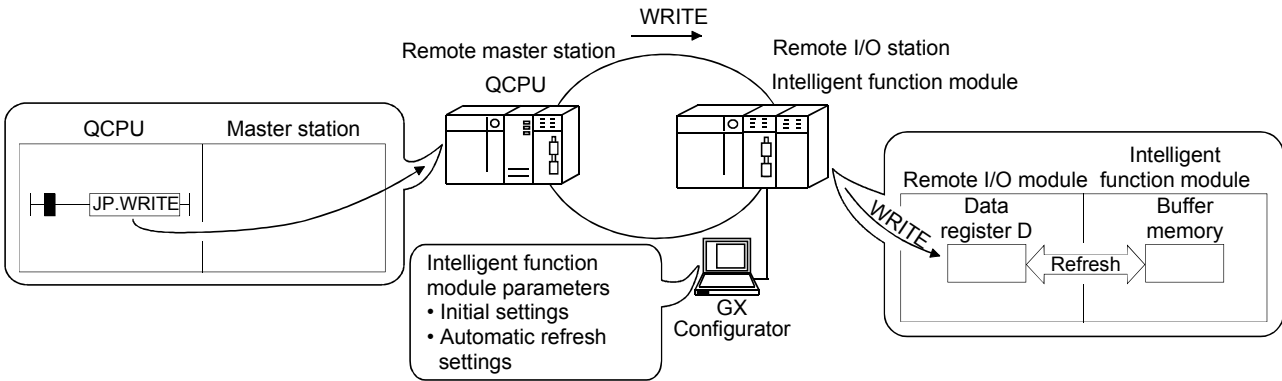 WRITE
Remote master station
QCPU
Remote I/O station
Intelligent function module
QCPU
Master station
JP.WRITE
Intelligent function
module parameters
• Initial settings
• Automatic refresh
settings
GX
Configurator
WRITE
Remote I/O module
Intelligent
function module
Data
register D
Buffer
memory
Refresh